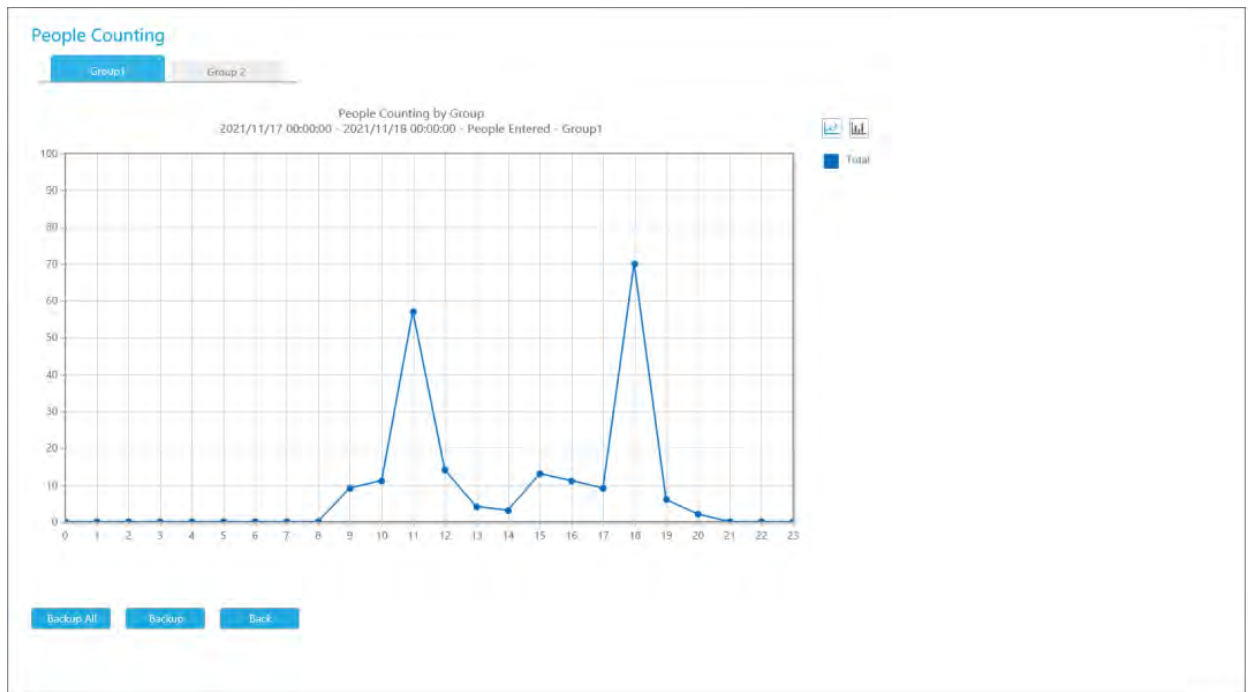 People Counting
Group1 Group 2
People Counting by Group
2021/11/17 00:00:00 - 2021/11/18 00:00:00 - People Entered - Group1
Total
100
90
80
70
60
50
40
30
20
10
0
0 1 2 3 4 5 6 7 8 9 10 11 12 13 14 15 16 17 18 19 20 21 22 23
Backup All Backup Back